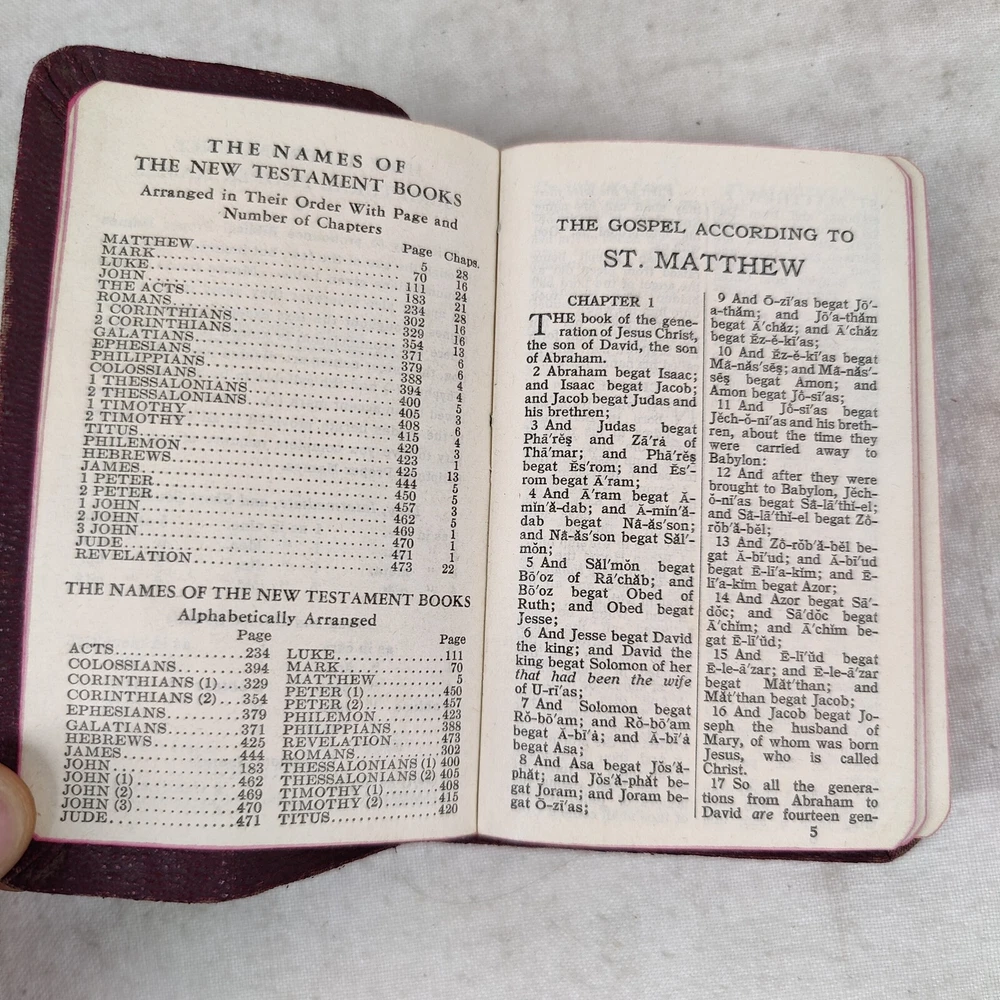 THE NAMES OF
THE NEW TESTAMENT BOOKS
Arranged in Their Order With Page and
Number of Chapters
Page Chaps.
MATTHEW 5 28
MARK 70 16
LUKE 111 24
JOHN 183 21
THE ACTS 234 28
ROMANS 302 16
1 CORINTHIANS 329 16
2 CORINTHIANS 354 13
GALATIANS 371 6
EPHESIANS 379 6
PHILIPPIANS 388 4
COLOSSIANS 394 4
1 THESSALONIANS 400 5
2 THESSALONIANS 405 3
1 TIMOTHY 408 6
2 TIMOTHY 415 4
TITUS 420 3
PHILEMON 423 1
HEBREWS 425 13
JAMES 444 5
1 PETER 450 5
2 PETER 457 3
1 JOHN 462 5
2 JOHN 469 1
3 JOHN 470 1
JUDE 471 1
REVELATION 473 22
THE NAMES OF THE NEW TESTAMENT BOOKS
Alphabetically Arranged
Page
ACTS 234
COLOSSIANS 394
CORINTHIANS (1) 329
CORINTHIANS (2) 354
EPHESIANS 379
GALATIANS 371
HEBREWS 425
JAMES 444
JOHN 183
JOHN (1) 462
JOHN (2) 469
JOHN (3) 470
JUDE 471
Page
LUKE 111
MARK 70
MATTHEW 5
PETER (1) 450
PETER (2) 457
PHILEMON 423
PHILIPPIANS 388
REVELATION 473
ROMANS 302
THESSALONIANS (1) 400
THESSALONIANS (2) 405
TIMOTHY (1) 408
TIMOTHY (2) 415
TITUS 420
THE GOSPEL ACCORDING TO
ST. MATTHEW
CHAPTER 1
THE book of the gene-
ration of Jesus Christ,
the son of David, the son
of Abraham.
2 Abraham begat Isaac;
and Isaac begat Jacob;
and Jacob begat Judas and
his brethren;
3 And Judas begat
Phā′rĕş and Zā′rȧ of
Thā′mar; and Phā′rĕş
begat Ĕs′rom; and Ĕs′-
rom begat Ā′ram;
4 And Ā′ram begat Ā-
mĭn′ă-dab; and Ā-mĭn′ă-
dab begat Nâ-ăs′son;
and Nâ-ăs′son begat Săl′-
mŏn;
5 And Săl′mŏn begat
Bō′oz of Rā′chăb; and
Bō′oz begat Obed of
Ruth; and Obed begat
Jesse;
6 And Jesse begat David
the king; and David the
king begat Solomon of her
that had been the wife
of U-rī′as;
7 And Solomon begat
Rŏ-bō′am; and Rŏ-bō′am
begat Ā-bī′ȧ; and Ā-bī′ȧ
begat Asa;
8 And Asa begat Jŏs′ă-
phăt; and Jŏs′ă-phăt be-
gat Joram; and Joram be-
gat Ō-zī′as;
9 And Ō-zī′as begat Jō′-
a-thăm; and Jō′a-thăm
begat Ā′chăz; and Ā′chăz
begat Ĕz-ĕ-kī′as;
10 And Ĕz-ĕ-kī′as begat
Mā-năs′sĕş; and Mā-năs′-
sĕş begat Amon; and
Amon begat Jō-sī′as;
11 And Jō-sī′as begat
Jĕch-ō-nī′as and his breth-
ren, about the time they
were carried away to
Babylon:
12 And after they were
brought to Babylon, Jĕch-
ō-nī′as begat Sā-lā′thĭ-el;
and Sā-lā′thĭ-el begat Zō-
rŏb′ă-bĕl;
13 And Zō-rŏb′ă-bĕl be-
gat Ā-bī′ud; and Ā-bī′ud
begat Ē-lī′a-kĭm; and Ē-
lī′a-kĭm begat Azor;
14 And Azor begat Sā′-
dŏc; and Sā′dŏc begat
Ā′chĭm; and Ā′chĭm be-
gat Ē-lī′ŭd;
15 And Ē-lī′ŭd begat
Ē-le-ā′zar; and Ē-le-ā′zar
begat Măt′than; and
Măt′than begat Jacob;
16 And Jacob begat Jo-
seph the husband of
Mary, of whom was born
Jesus, who is called
Christ.
17 So all the genera-
tions from Abraham to
David are fourteen gen-
5